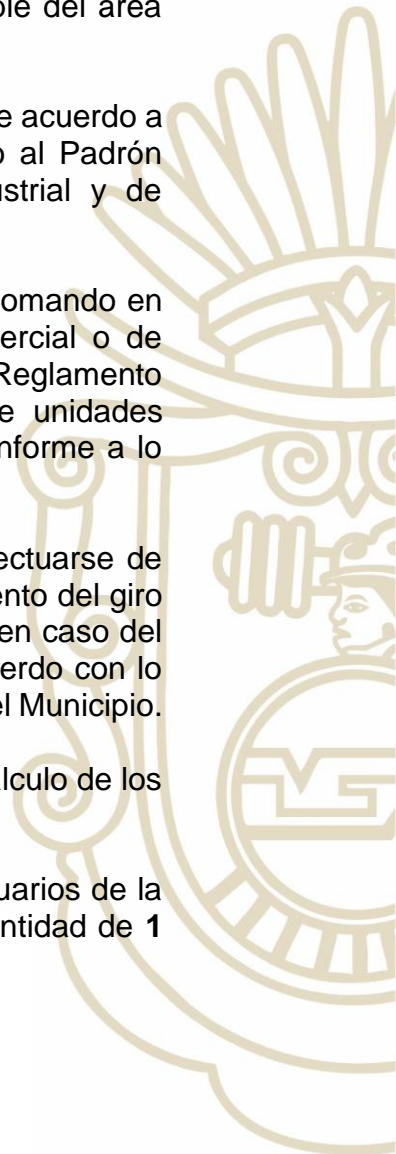 ble del área
e acuerdo a
o al Padrón
ustrial y de
omando en
ercial o de
Reglamento
e unidades
nforme a lo
ectuarse de
ento del giro
en caso del
erdo con lo
el Municipio.
lculo de los
uarios de la
ntidad de 1